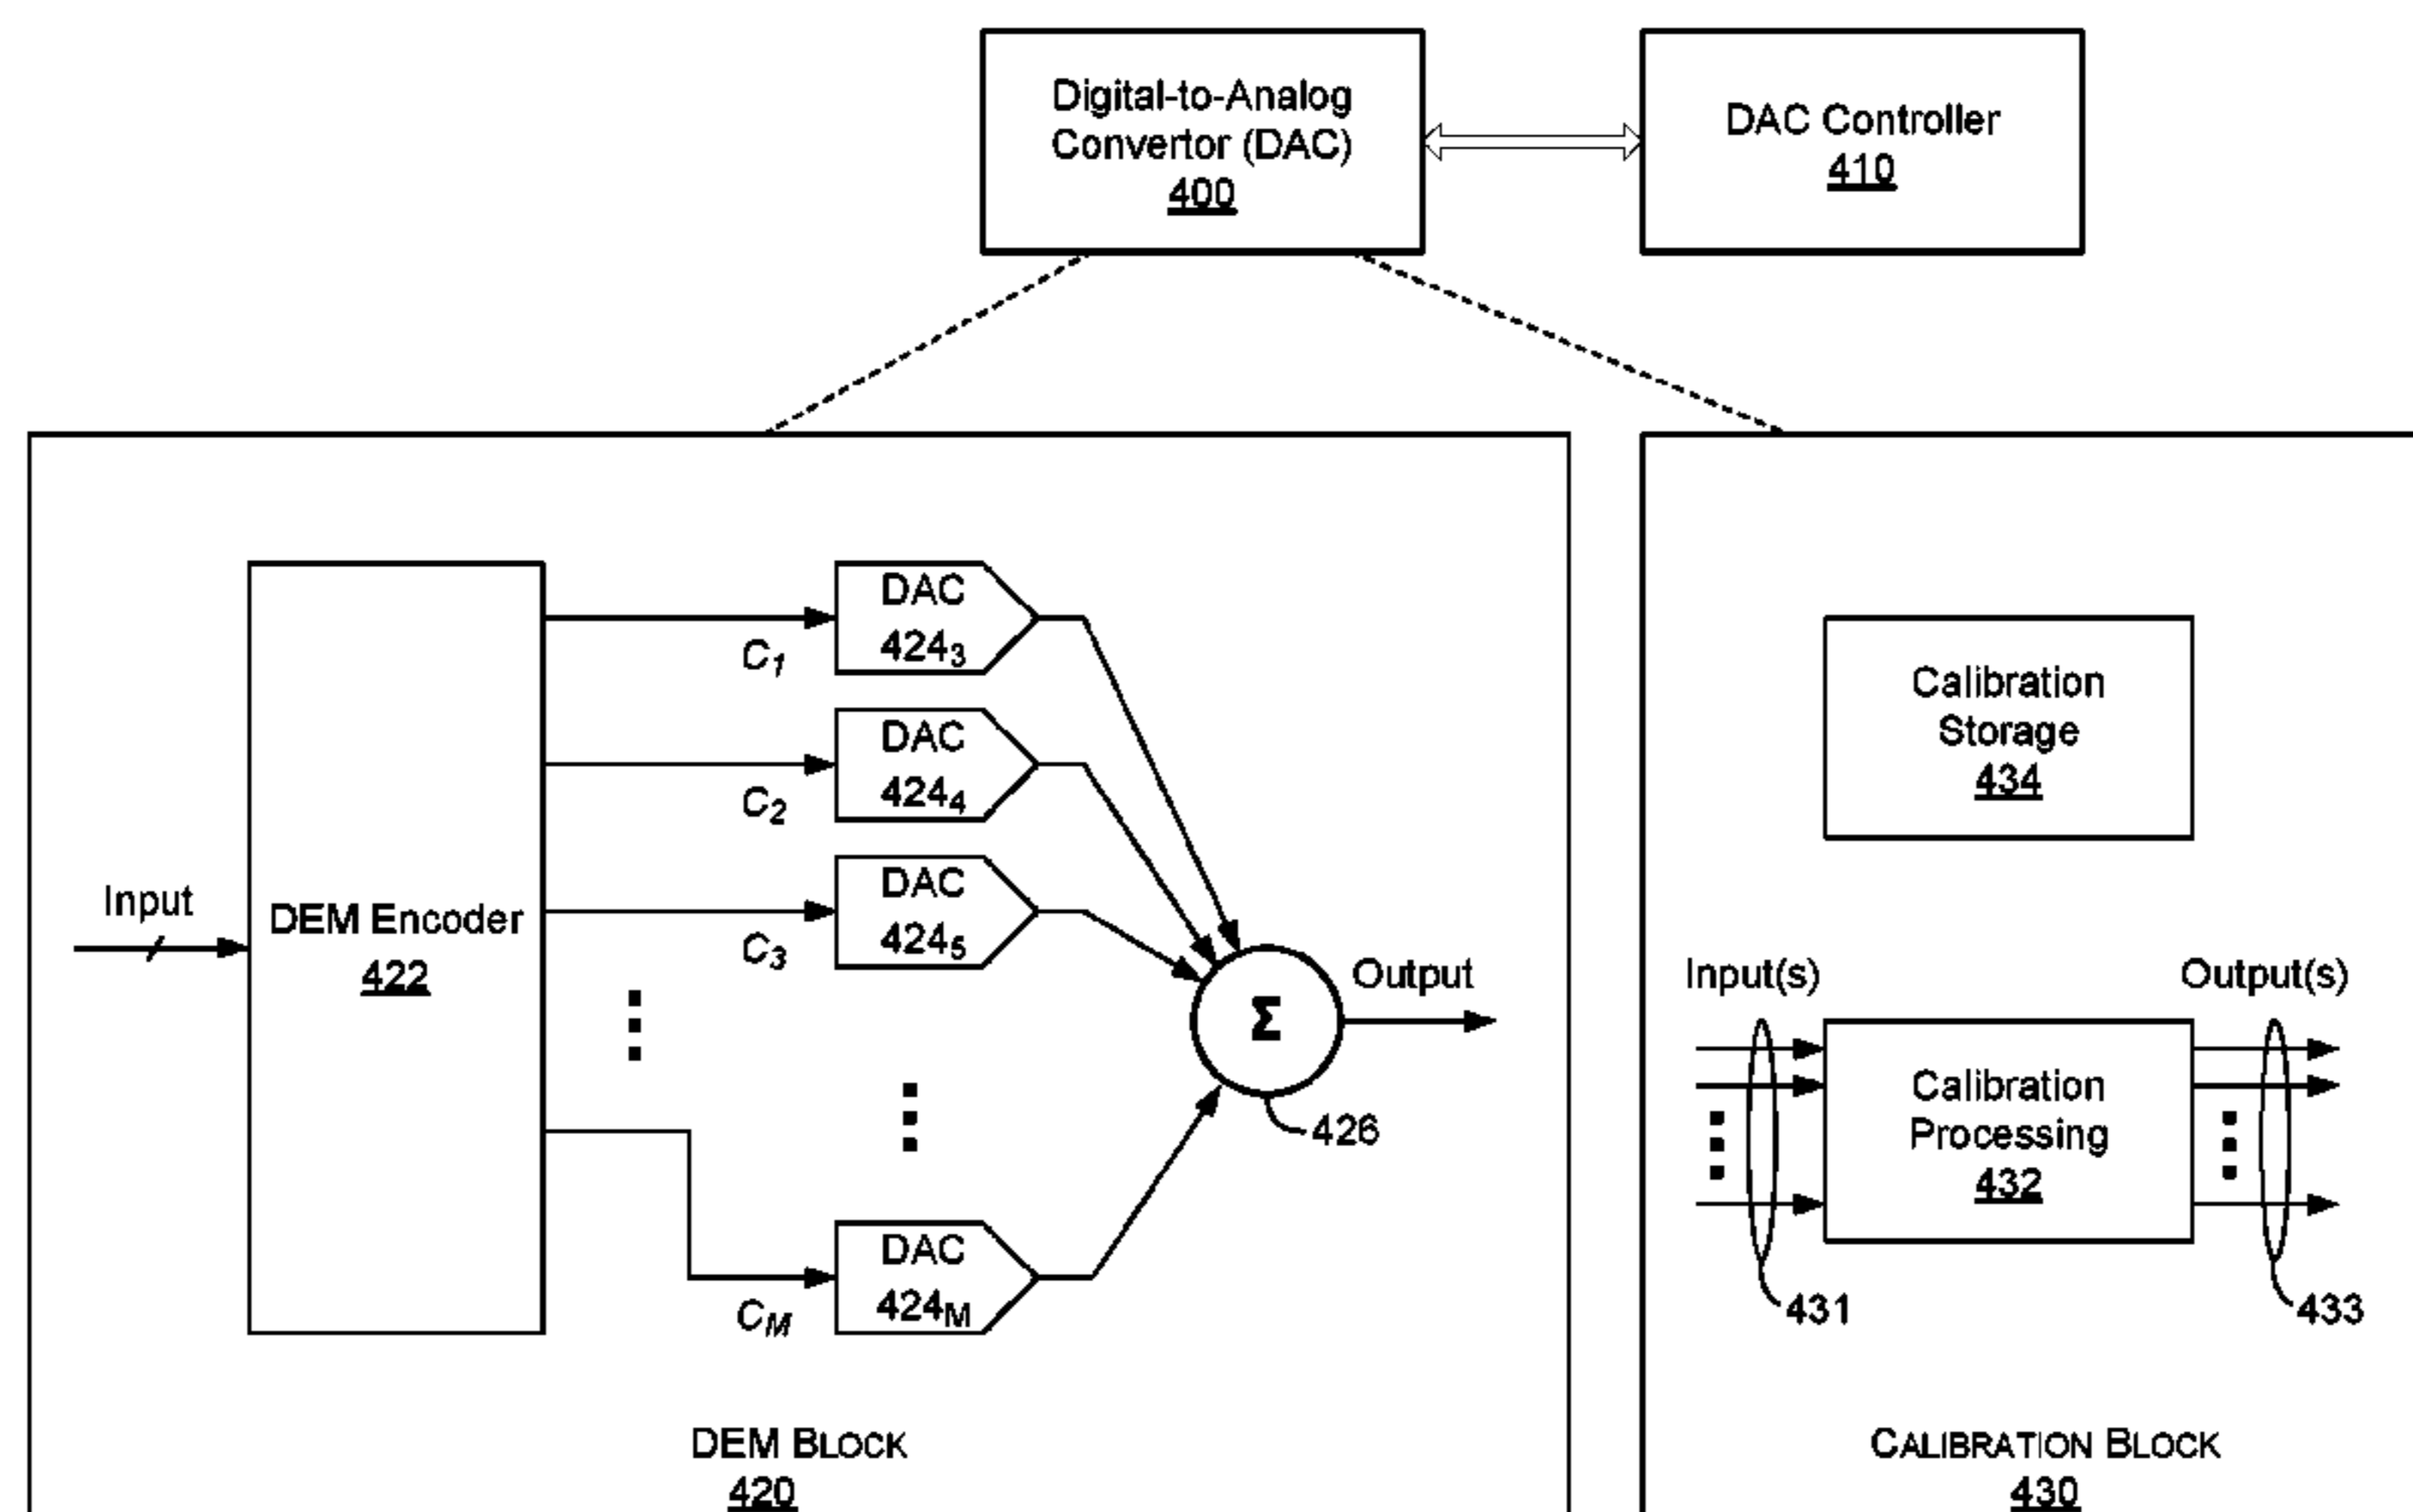 Digital-to-Analog
Convertor (DAC)
400
DAC Controller
410
Input
DEM Encoder
422
C1
C2
C3
CM
DAC
4243
DAC
4244
DAC
4245
DAC
424M
Σ
426
Output
DEM BLOCK
420
Calibration
Storage
434
Input(s)
Output(s)
Calibration
Processing
432
431
433
CALIBRATION BLOCK
430